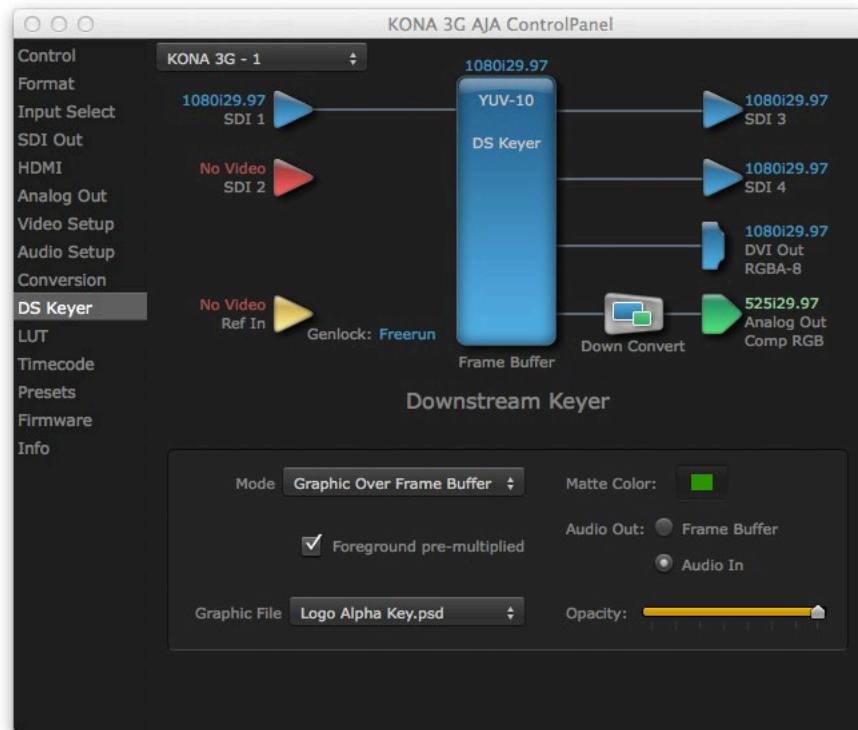 KONA 3G AJA ControlPanel
Control
Format
Input Select
SDI Out
HDMI
Analog Out
Video Setup
Audio Setup
Conversion
DS Keyer
LUT
Timecode
Presets
Firmware
Info
KONA 3G - 1
1080i29.97
1080i29.97
SDI 1
No Video
SDI 2
No Video
Ref In
Genlock: Freerun
YUV-10
DS Keyer
Frame Buffer
1080i29.97
SDI 3
1080i29.97
SDI 4
1080i29.97
DVI Out
RGBA-8
Down Convert
525i29.97
Analog Out
Comp RGB
Downstream Keyer
Mode Graphic Over Frame Buffer
Foreground pre-multiplied
Graphic File Logo Alpha Key.psd
Matte Color:
Audio Out: Frame Buffer
Audio In
Opacity: